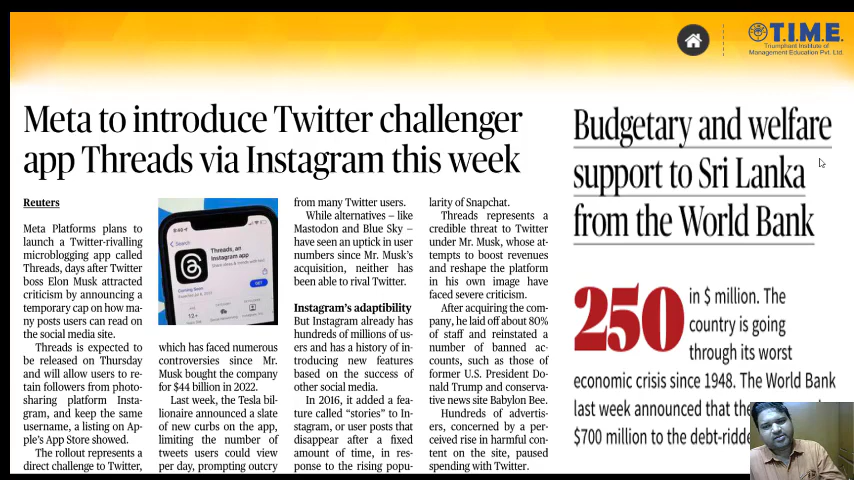 T.I.M.E.
Triumphant Institute of
Management Education Pvt. Ltd.
Meta to introduce Twitter challenger
app Threads via Instagram this week
Reuters
Meta Platforms plans to
launch a Twitter-rivalling
microblogging app called
Threads, days after Twitter
boss Elon Musk attracted
criticism by announcing a
temporary cap on how ma-
ny posts users can read on
the social media site.
Threads is expected to
be released on Thursday
and will allow users to re-
tain followers from photo-
sharing platform Insta-
gram, and keep the same
username, a listing on Ap-
ple's App Store showed.
The rollout represents a
direct challenge to Twitter,
Search
Threads, an
Instagram app
GET
12+
which has faced numerous
controversies since Mr.
Musk bought the company
for $44 billion in 2022.
Last week, the Tesla bil-
lionaire announced a slate
of new curbs on the app,
limiting the number of
tweets users could view
per day, prompting outcry
from many Twitter users.
While alternatives – like
Mastodon and Blue Sky –
have seen an uptick in user
numbers since Mr. Musk's
acquisition, neither has
been able to rival Twitter.
Instagram's adaptibility
But Instagram already has
hundreds of millions of us-
ers and has a history of in-
troducing new features
based on the success of
other social media.
In 2016, it added a fea-
ture called "stories" to In-
stagram, or user posts that
disappear after a fixed
amount of time, in re-
sponse to the rising popu-
larity of Snapchat.
Threads represents a
credible threat to Twitter
under Mr. Musk, whose at-
tempts to boost revenues
and reshape the platform
in his own image have
faced severe criticism.
After acquiring the com-
pany, he laid off about 80%
of staff and reinstated a
number of banned ac-
counts, such as those of
former U.S. President Do-
nald Trump and conserva-
tive news site Babylon Bee.
Hundreds of advertis-
ers, concerned by a per-
ceived rise in harmful con-
tent on the site, paused
spending with Twitter.
Budgetary and welfare
support to Sri Lanka
from the World Bank
250
in $ million. The
country is going
through its worst
economic crisis since 1948. The World Bank
last week announced that the
$700 million to the debt-ridde